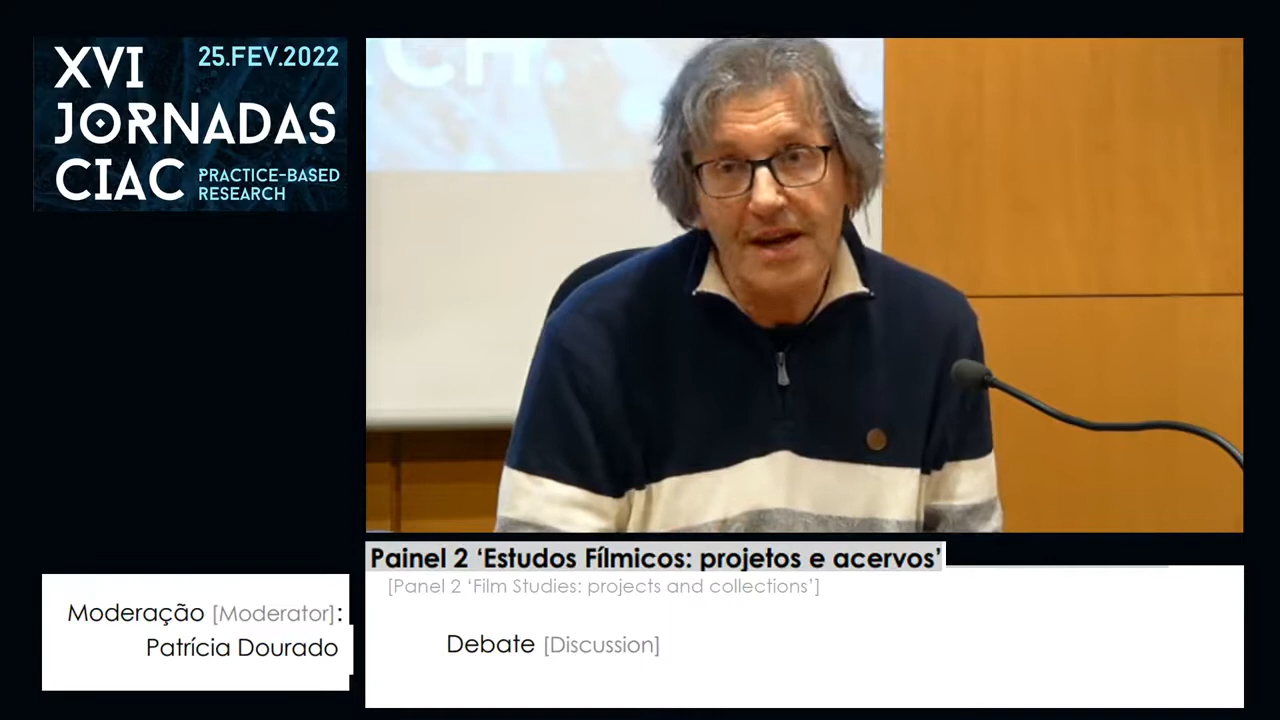 XVI
25.FEV.2022
JORNADAS
CIAC
PRACTICE-BASED
RESEARCH
CH
Painel 2 ‘Estudos Fílmicos: projetos e acervos’
[Panel 2 ‘Film Studies: projects and collections’]
Moderação [Moderator]:
Patrícia Dourado
Debate [Discussion]